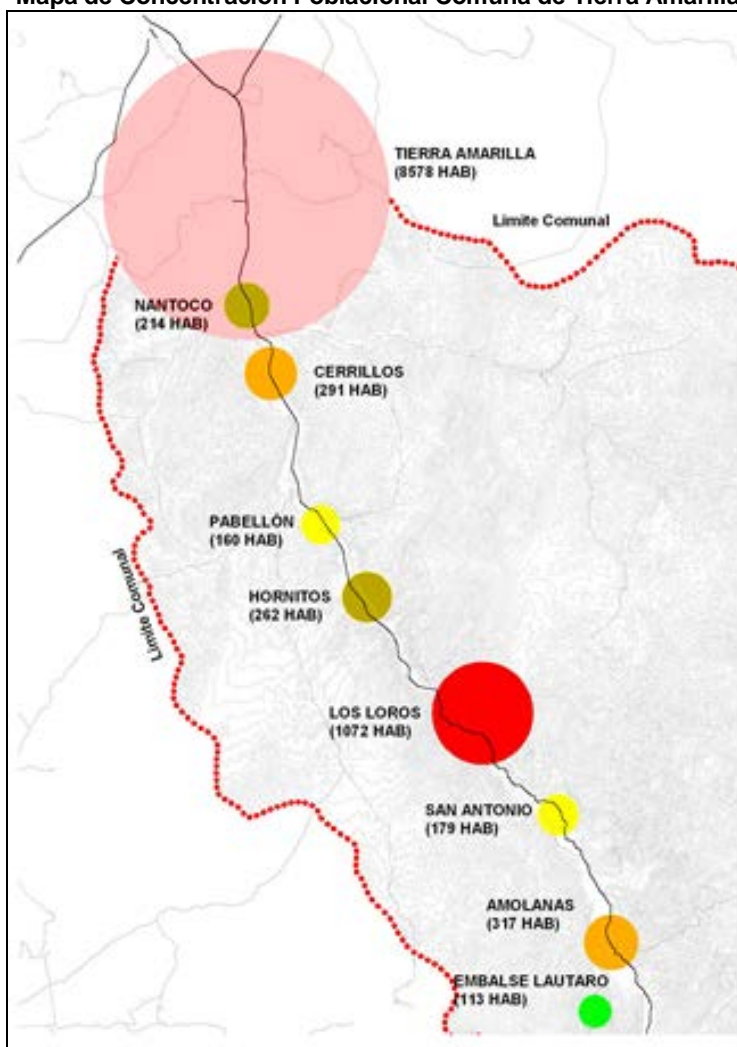 Mapa de Concentración Poblacional Comuna de Tierra Amarilla
TIERRA AMARILLA
(8578 HAB)
Limite Comunal
NANTOCO
(214 HAB)
CERRILLOS
(291 HAB)
PABELLÓN
(160 HAB)
Limite Comunal
HORNITOS
(262 HAB)
LOS LOROS
(1072 HAB)
SAN ANTONIO
(179 HAB)
AMOLANAS
(317 HAB)
EMBALSE LAUTARO
(113 HAB)